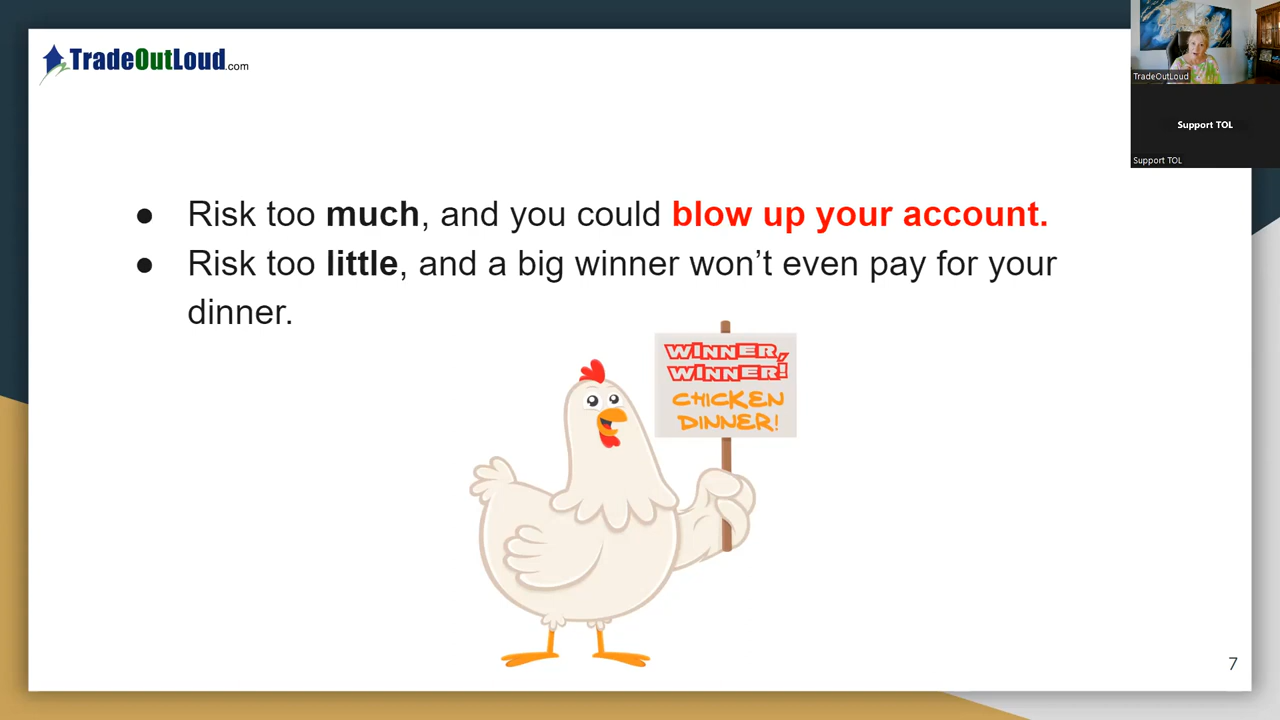 TradeOutLoud.com
TradeOutLoud
Support TOL
Support TOL
● Risk too much, and you could blow up your account.
● Risk too little, and a big winner won’t even pay for your
dinner.
WINNER,
WINNER!
CHICKEN
DINNER!
7